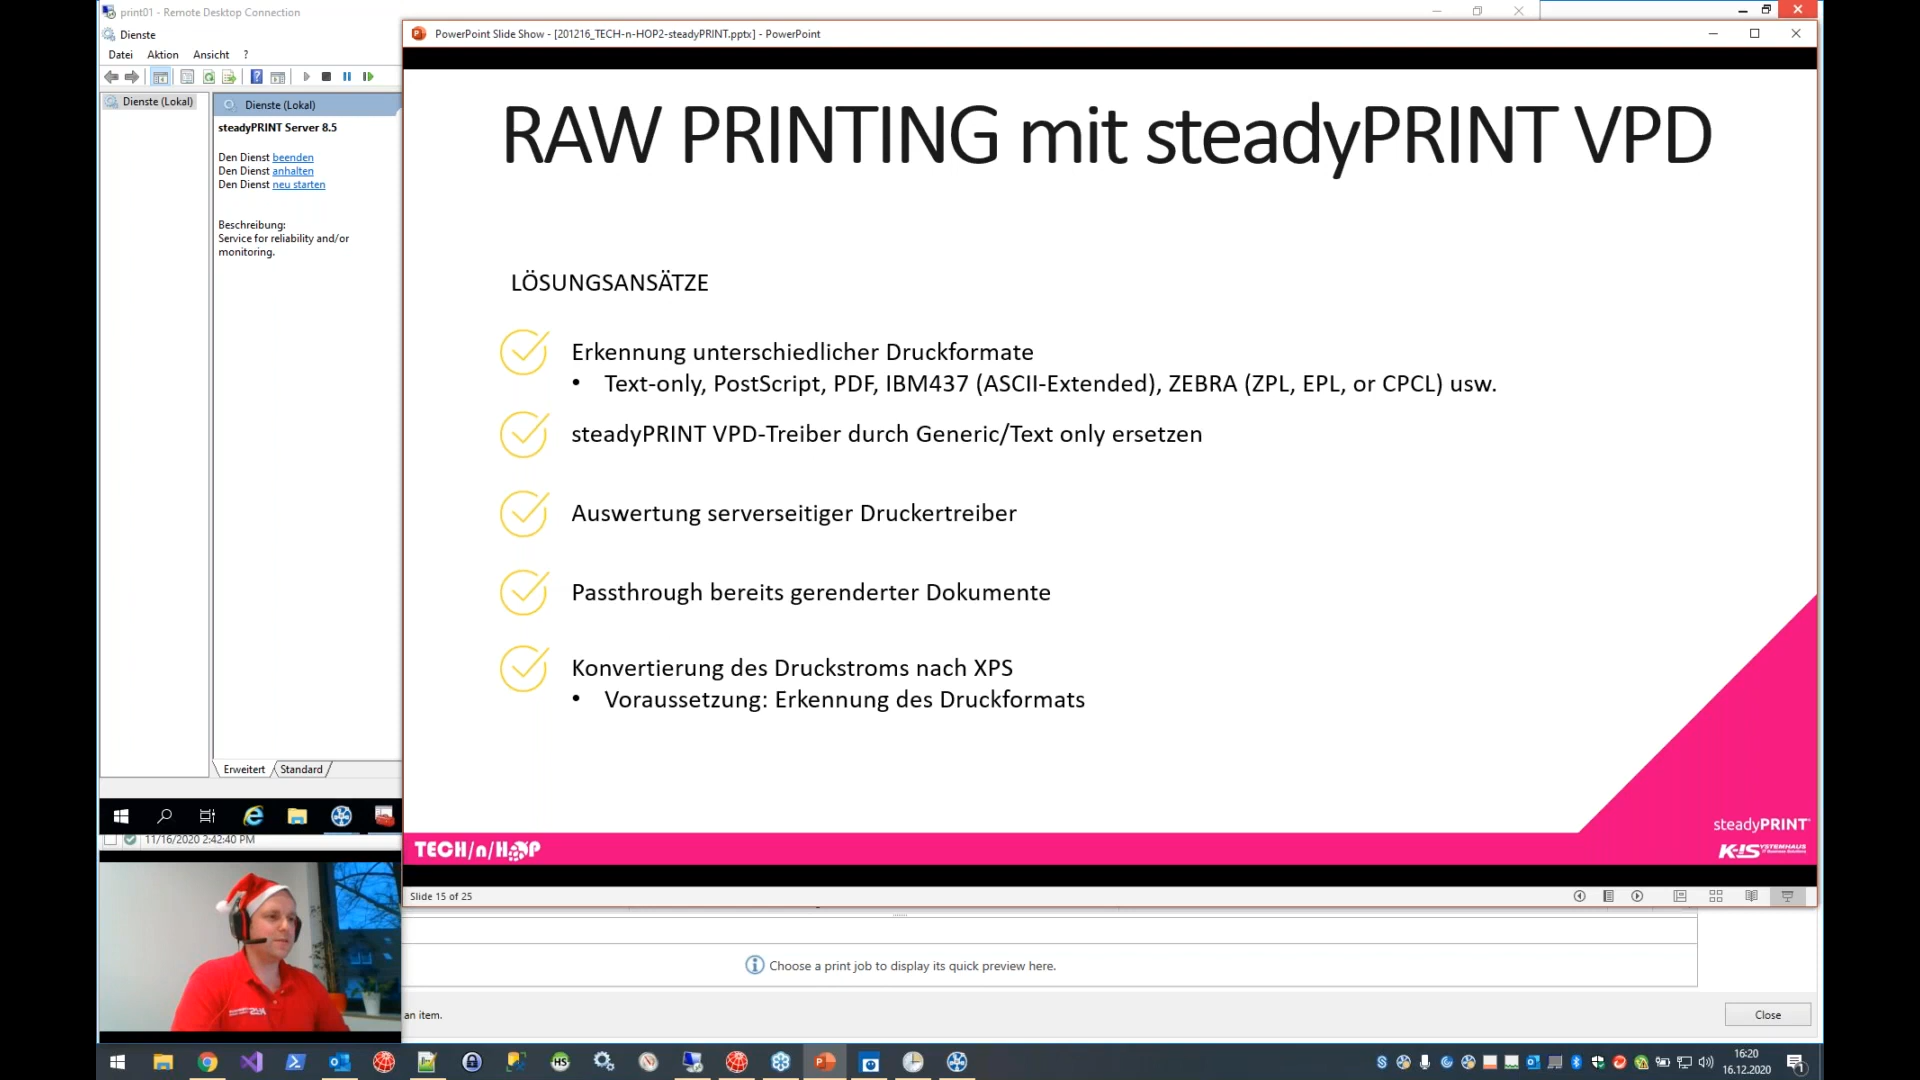 print01 - Remote Desktop Connection
Dienste
Datei Aktion Ansicht ?
Dienste (Lokal)
Dienste (Lokal)
steadyPRINT Server 8.5
Den Dienst beenden
Den Dienst anhalten
Den Dienst neu starten
Beschreibung:
Service for reliability and/or
monitoring.
Erweitert Standard
11/16/2020 2:42:40 PM
PowerPoint Slide Show - [201216_TECH-n-HOP2-steadyPRINT.pptx] - PowerPoint
RAW PRINTING mit steadyPRINT VPD
LÖSUNGSANSÄTZE
Erkennung unterschiedlicher Druckformate
• Text-only, PostScript, PDF, IBM437 (ASCII-Extended), ZEBRA (ZPL, EPL, or CPCL) usw.
steadyPRINT VPD-Treiber durch Generic/Text only ersetzen
Auswertung serverseitiger Druckertreiber
Passthrough bereits gerenderter Dokumente
Konvertierung des Druckstroms nach XPS
• Voraussetzung: Erkennung des Druckformats
steadyPRINT
TECH/n/HOP
K-iS SYSTEMHAUS
Slide 15 of 25
Choose a print job to display its quick preview here.
an item.
Close
HS
16:20
16.12.2020